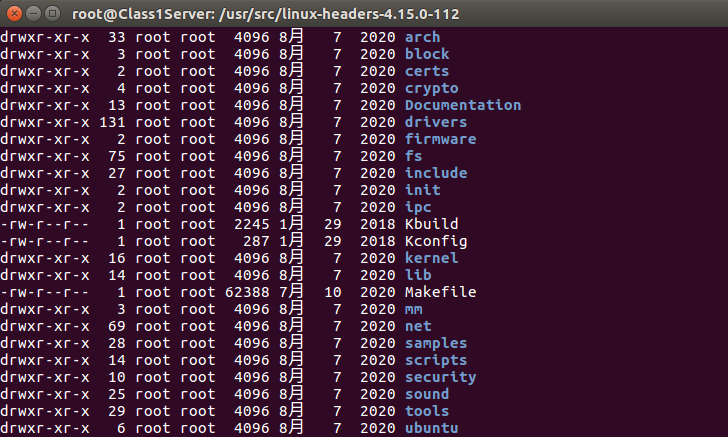 root@Class1Server: /usr/src/linux-headers-4.15.0-112
drwxr-xr-x  33 root root  4096 8月   7  2020 arch
drwxr-xr-x   3 root root  4096 8月   7  2020 block
drwxr-xr-x   2 root root  4096 8月   7  2020 certs
drwxr-xr-x   4 root root  4096 8月   7  2020 crypto
drwxr-xr-x  13 root root  4096 8月   7  2020 Documentation
drwxr-xr-x 131 root root  4096 8月   7  2020 drivers
drwxr-xr-x   2 root root  4096 8月   7  2020 firmware
drwxr-xr-x  75 root root  4096 8月   7  2020 fs
drwxr-xr-x  27 root root  4096 8月   7  2020 include
drwxr-xr-x   2 root root  4096 8月   7  2020 init
drwxr-xr-x   2 root root  4096 8月   7  2020 ipc
-rw-r--r--   1 root root  2245 1月  29  2018 Kbuild
-rw-r--r--   1 root root   287 1月  29  2018 Kconfig
drwxr-xr-x  16 root root  4096 8月   7  2020 kernel
drwxr-xr-x  14 root root  4096 8月   7  2020 lib
-rw-r--r--   1 root root 62388 7月  10  2020 Makefile
drwxr-xr-x   3 root root  4096 8月   7  2020 mm
drwxr-xr-x  69 root root  4096 8月   7  2020 net
drwxr-xr-x  28 root root  4096 8月   7  2020 samples
drwxr-xr-x  14 root root  4096 8月   7  2020 scripts
drwxr-xr-x  10 root root  4096 8月   7  2020 security
drwxr-xr-x  25 root root  4096 8月   7  2020 sound
drwxr-xr-x  29 root root  4096 8月   7  2020 tools
drwxr-xr-x   6 root root  4096 8月   7  2020 ubuntu